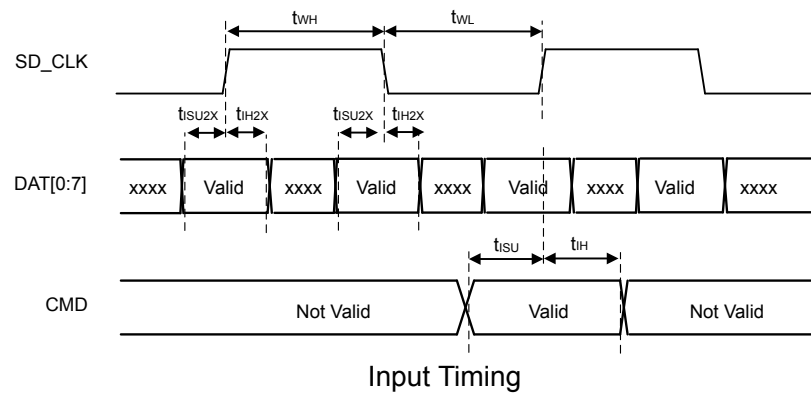 tWH tWL
SD_CLK
tISU2X tIH2X tISU2X tIH2X
DAT[0:7] xxxx Valid xxxx Valid xxxx Valid xxxx Valid xxxx
tISU tIH
CMD Not Valid Valid Not Valid
Input Timing